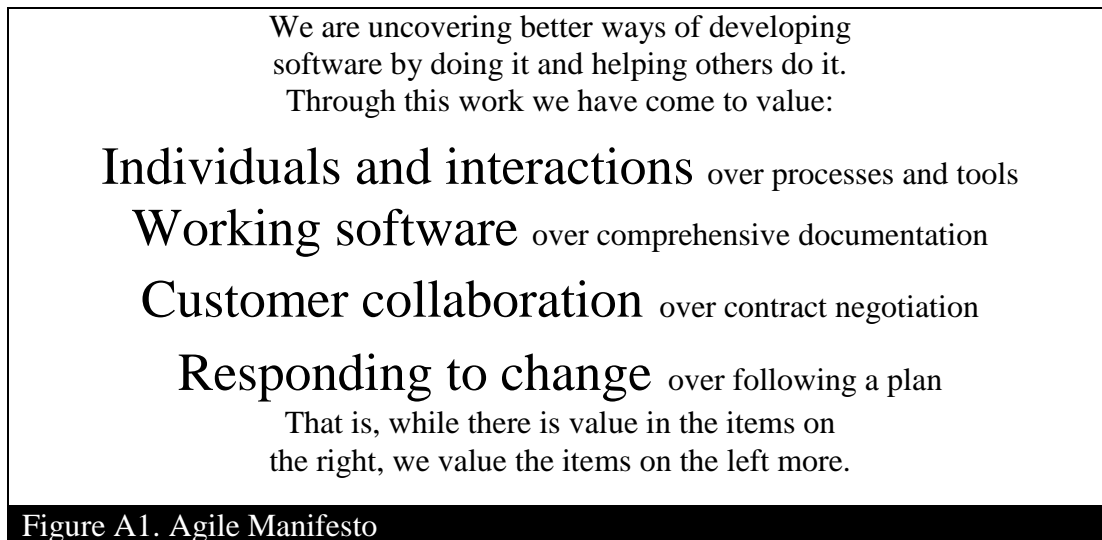 We are uncovering better ways of developing
software by doing it and helping others do it.
Through this work we have come to value:
Individuals and interactions over processes and tools
Working software over comprehensive documentation
Customer collaboration over contract negotiation
Responding to change over following a plan
That is, while there is value in the items on
the right, we value the items on the left more.
Figure A1. Agile Manifesto